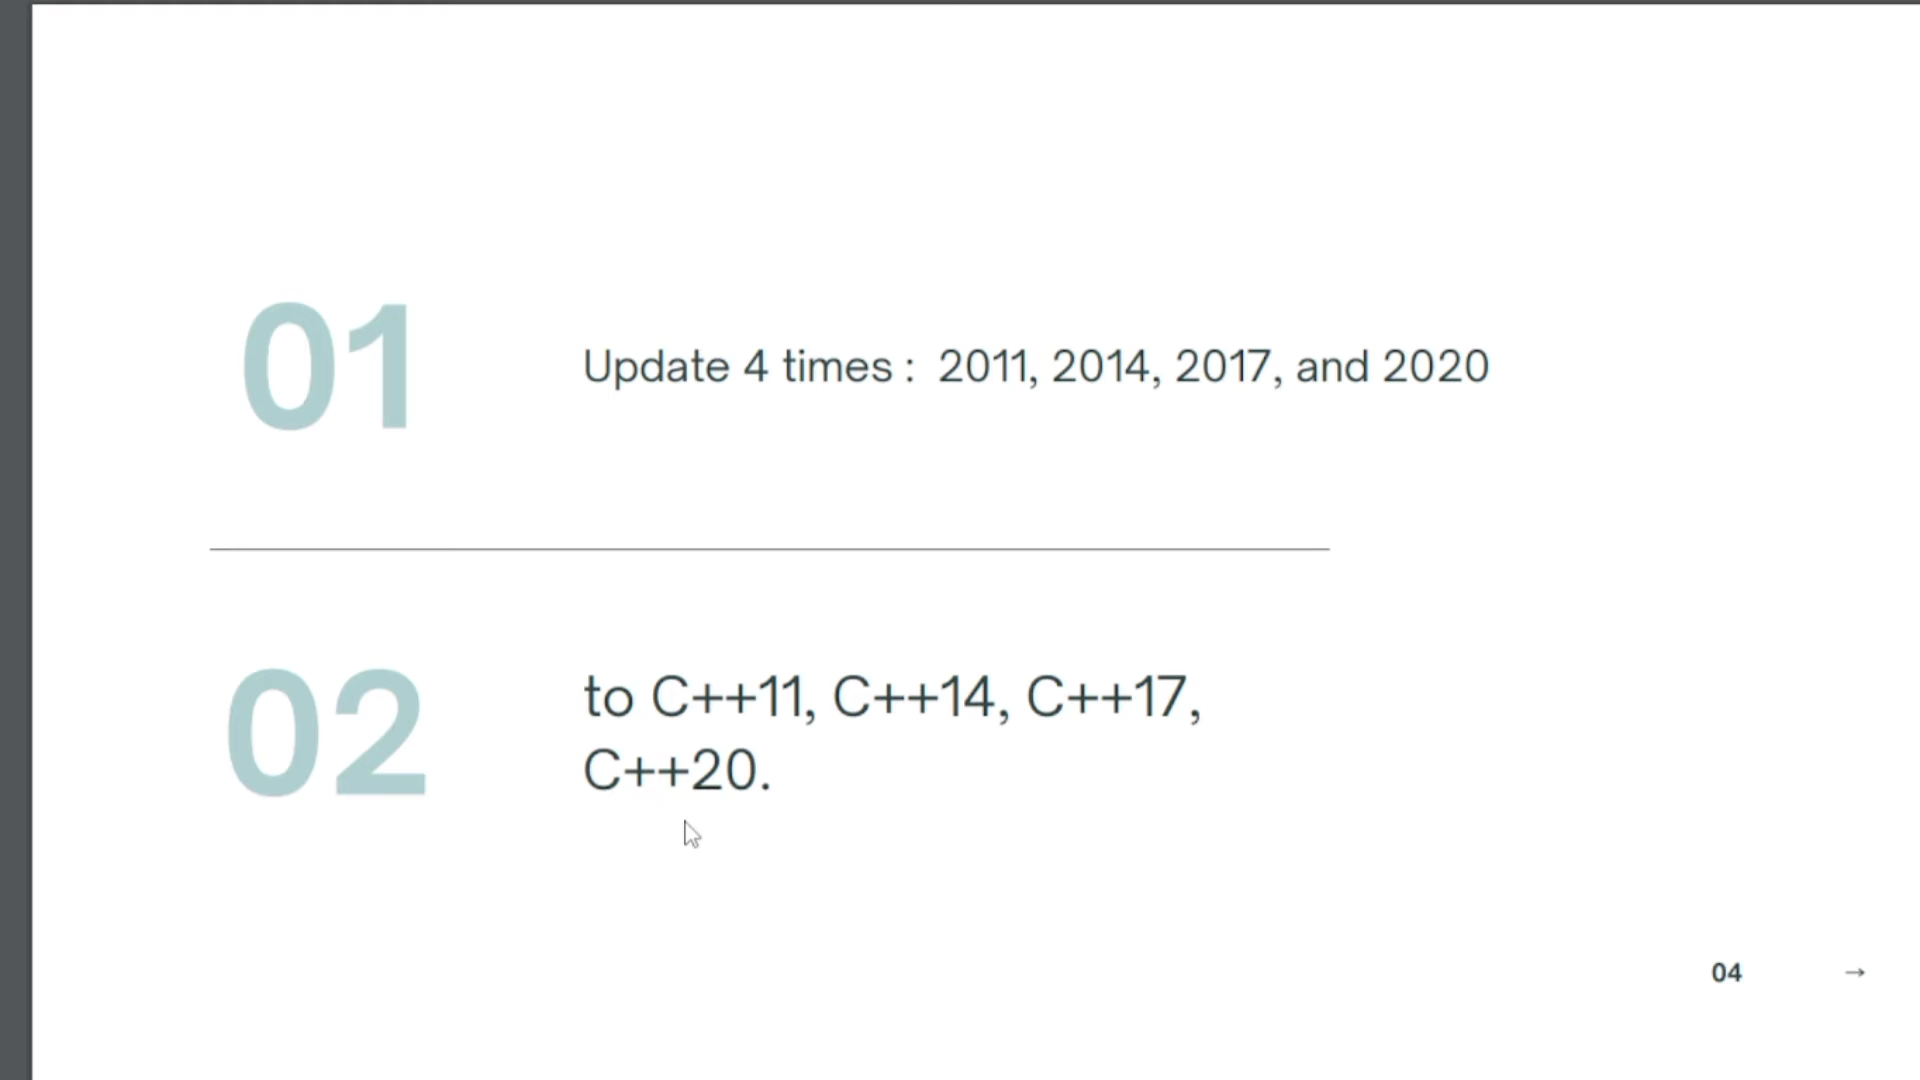 01
Update 4 times : 2011, 2014, 2017, and 2020
02
to C++11, C++14, C++17,
C++20.
04 →